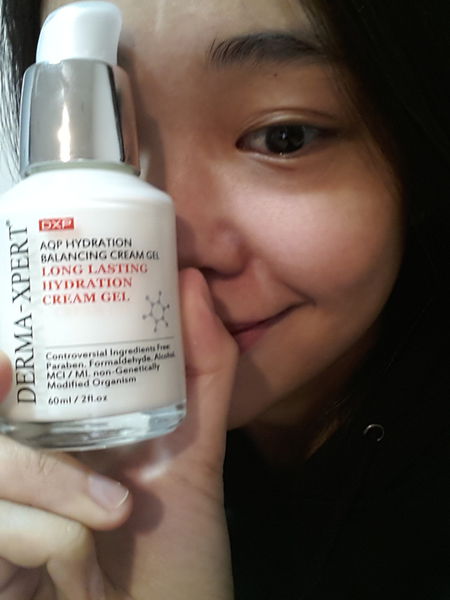 DERMA-XPERT®
DXP
AQP HYDRATION
BALANCING CREAM GEL
LONG LASTING
HYDRATION
CREAM GEL
Controversial Ingredients Free:
Paraben, Formaldehyde, Alcohol,
MCI / MI, non-Genetically
Modified Organism
60ml / 2fl.oz